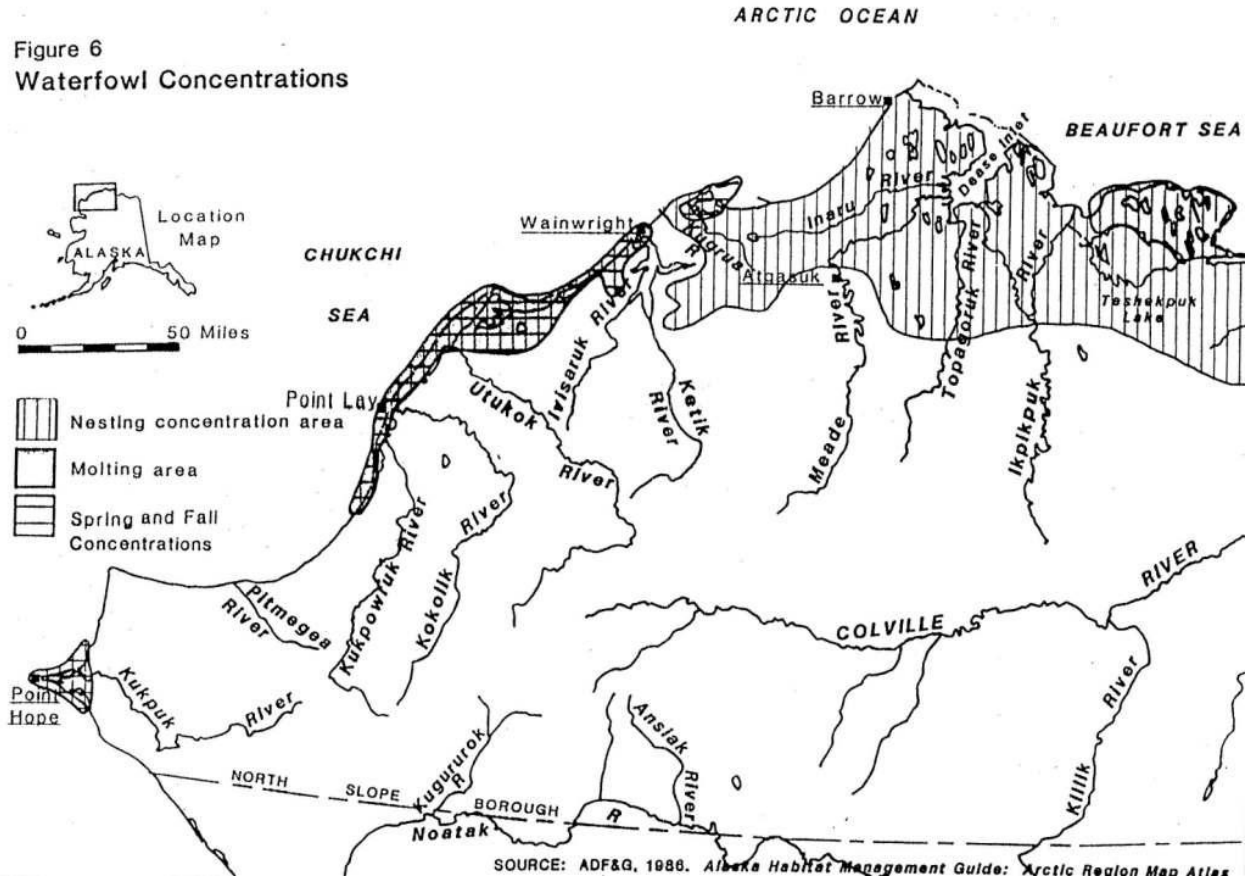 ARCTIC OCEAN
Figure 6
Waterfowl Concentrations
Barrow
BEAUFORT SEA
Dease Inlet
Inaru River
Location
Map
ALASKA
Wainwright
CHUKCHI
SEA
Kugrua
R
Atqasuk
Teshekpuk
Lake
0 50 Miles
Point Lay
Nesting concentration area
Molting area
Spring and Fall
Concentrations
Utukok
River
Ivisaruk River
Ketik
River
Meade River
Topagoruk River
Ikpikpuk River
Pitmegea
River
Kukpowruk River
Kokolik River
COLVILLE RIVER
Point
Hope
Kukpuk River
Kugururok
R
Anslak
River
Killik River
NORTH SLOPE BOROUGH
Noatak R
SOURCE: ADF&G, 1986. Alaska Habitat Management Guide: Arctic Region Map Atlas